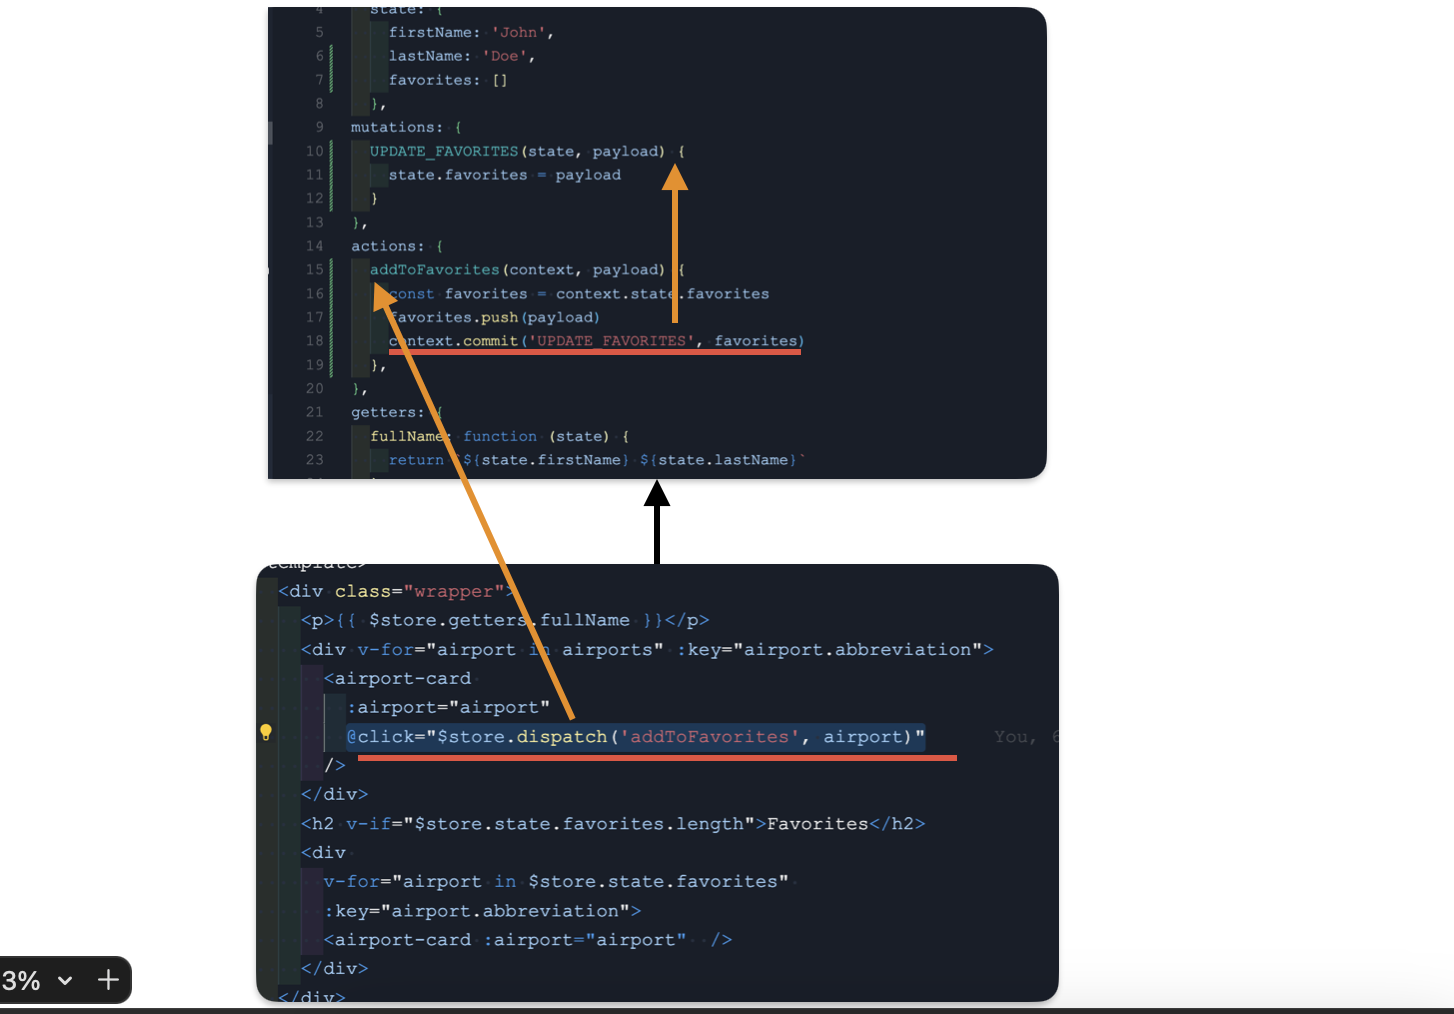 4 state: {
5 firstName: 'John',
6 lastName: 'Doe',
7 favorites: []
8 },
9 mutations: {
10 UPDATE_FAVORITES(state, payload) {
11 state.favorites = payload
12 }
13 },
14 actions: {
15 addToFavorites(context, payload) {
16 const favorites = context.state.favorites
17 favorites.push(payload)
18 context.commit('UPDATE_FAVORITES', favorites)
19 },
20 },
21 getters: {
22 fullName: function (state) {
23 return `${state.firstName} ${state.lastName}`
template>
<div class="wrapper">
<p>{{ $store.getters.fullName }}</p>
<div v-for="airport in airports" :key="airport.abbreviation">
<airport-card
:airport="airport"
@click="$store.dispatch('addToFavorites', airport)" You, 6
/>
</div>
<h2 v-if="$store.state.favorites.length">Favorites</h2>
<div
v-for="airport in $store.state.favorites"
:key="airport.abbreviation">
<airport-card :airport="airport" />
</div>
</div>
3%